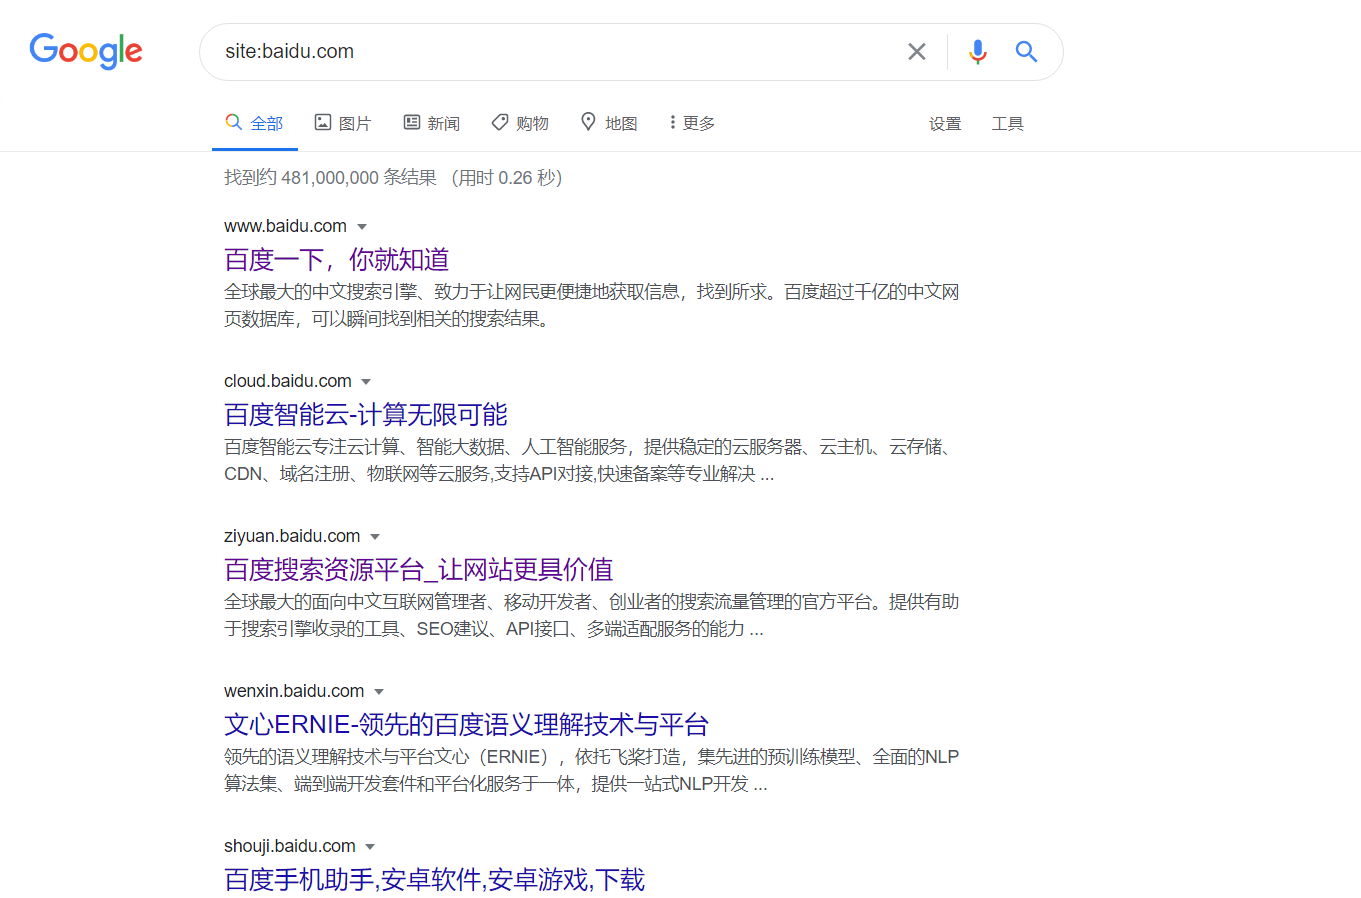 Google
site:baidu.com
全部 图片 新闻 购物 地图 更多 设置 工具
找到约 481,000,000 条结果 （用时 0.26 秒）
www.baidu.com
百度一下，你就知道
全球最大的中文搜索引擎、致力于让网民更便捷地获取信息，找到所求。百度超过千亿的中文网
页数据库，可以瞬间找到相关的搜索结果。
cloud.baidu.com
百度智能云-计算无限可能
百度智能云专注云计算、智能大数据、人工智能服务，提供稳定的云服务器、云主机、云存储、
CDN、域名注册、物联网等云服务,支持API对接,快速备案等专业解决 ...
ziyuan.baidu.com
百度搜索资源平台_让网站更具价值
全球最大的面向中文互联网管理者、移动开发者、创业者的搜索流量管理的官方平台。提供有助
于搜索引擎收录的工具、SEO建议、API接口、多端适配服务的能力 ...
wenxin.baidu.com
文心ERNIE-领先的百度语义理解技术与平台
领先的语义理解技术与平台文心（ERNIE），依托飞桨打造，集先进的预训练模型、全面的NLP
算法集、端到端开发套件和平台化服务于一体，提供一站式NLP开发 ...
shouji.baidu.com
百度手机助手,安卓软件,安卓游戏,下载